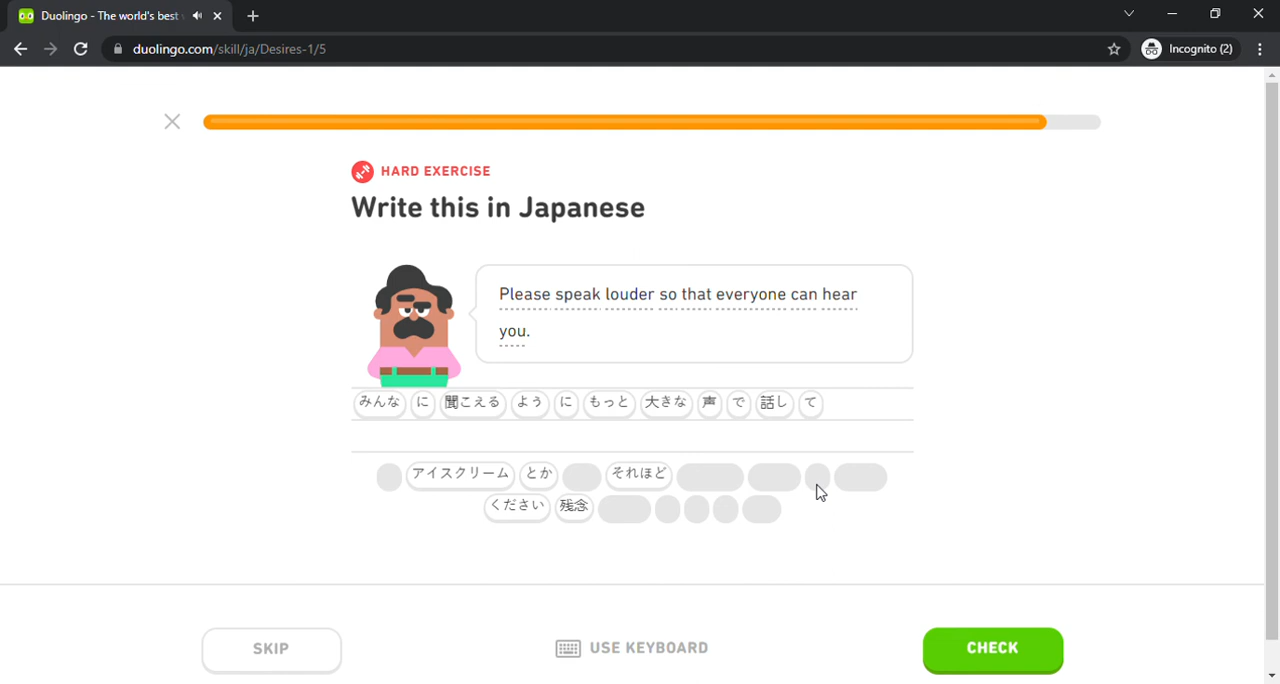 Duolingo - The world's best
duolingo.com/skill/ja/Desires-1/5
Incognito (2)
HARD EXERCISE
Write this in Japanese
Please speak louder so that everyone can hear
you.
みんな に 聞こえる よう に もっと 大きな 声 で 話し て
アイスクリーム とか それほど
ください 残念
SKIP
USE KEYBOARD
CHECK